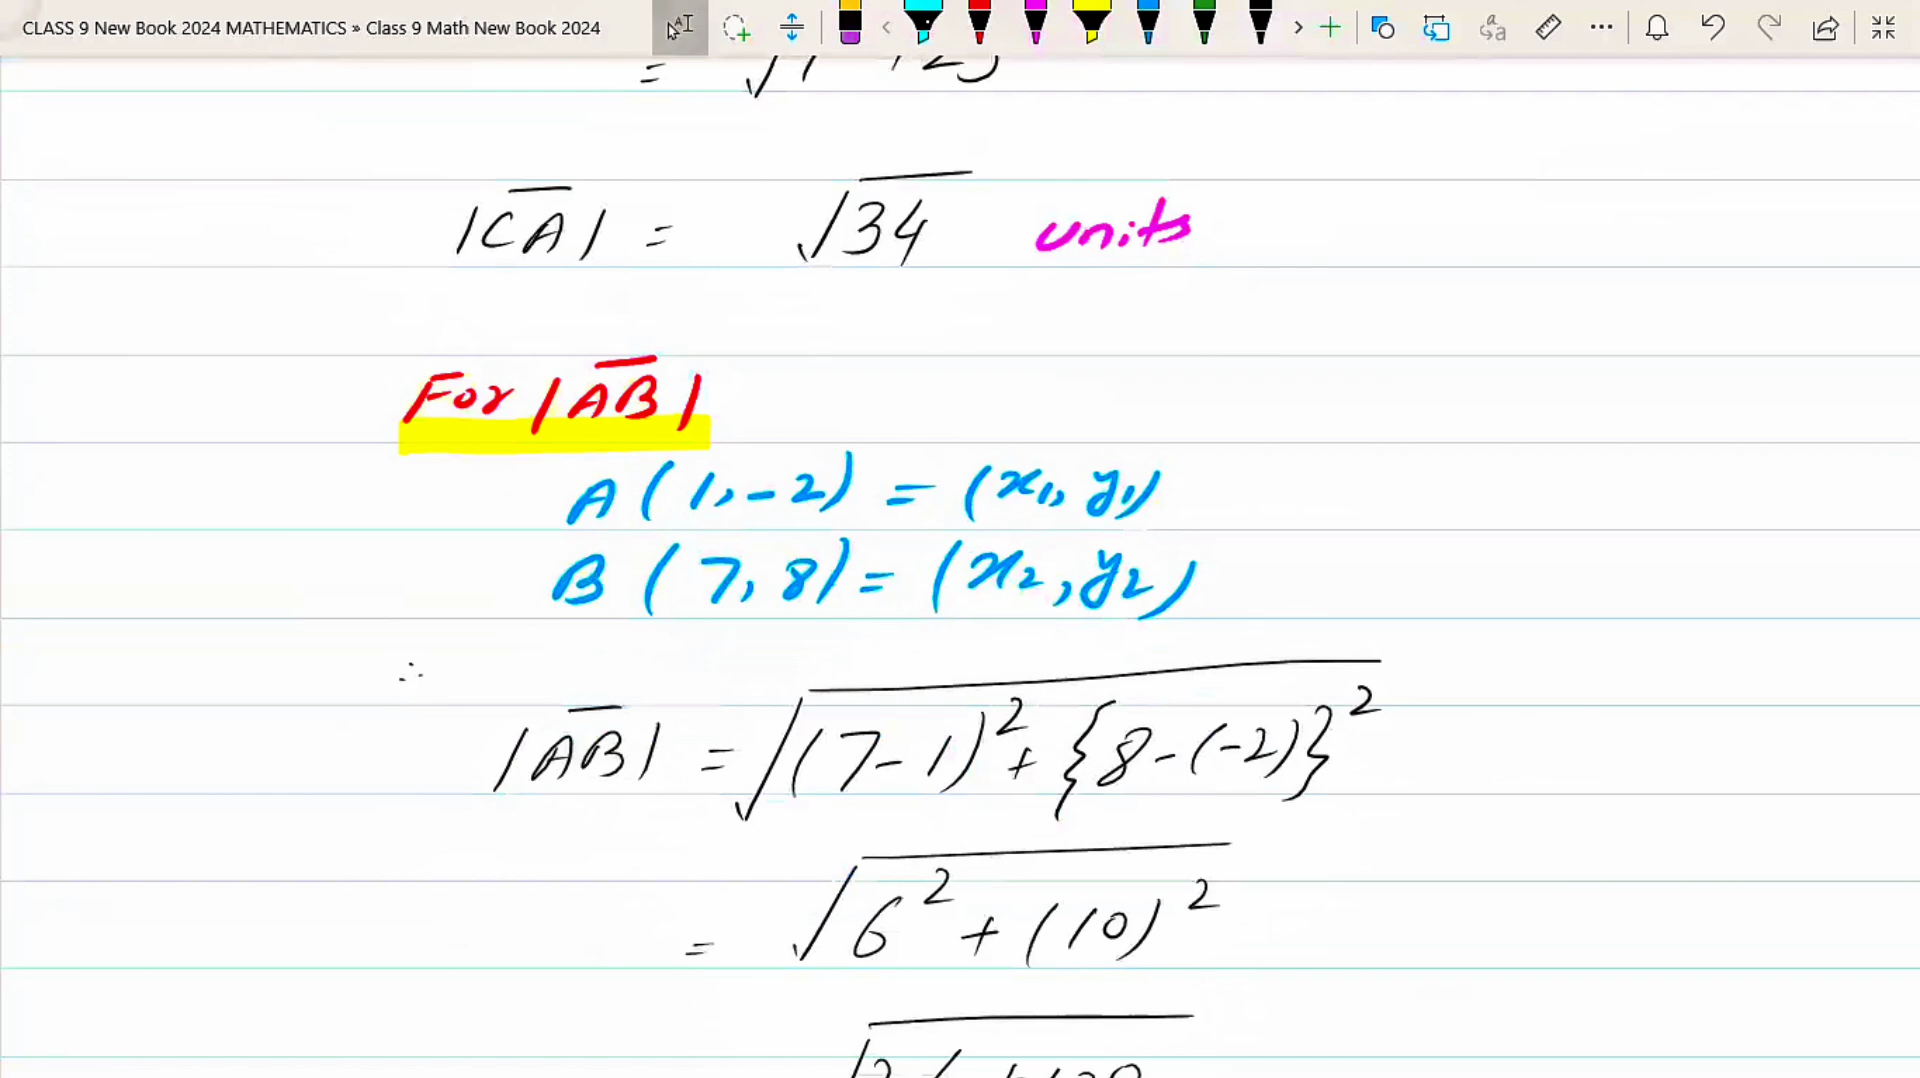 CLASS 9 New Book 2024 MATHEMATICS » Class 9 Math New Book 2024
|CA| = √34 units
For |AB|
A (1, -2) = (x₁, y₁)
B (7, 8) = (x₂, y₂)
∴
|AB| = √(7-1)² + {8-(-2)}²
= √6² + (10)²